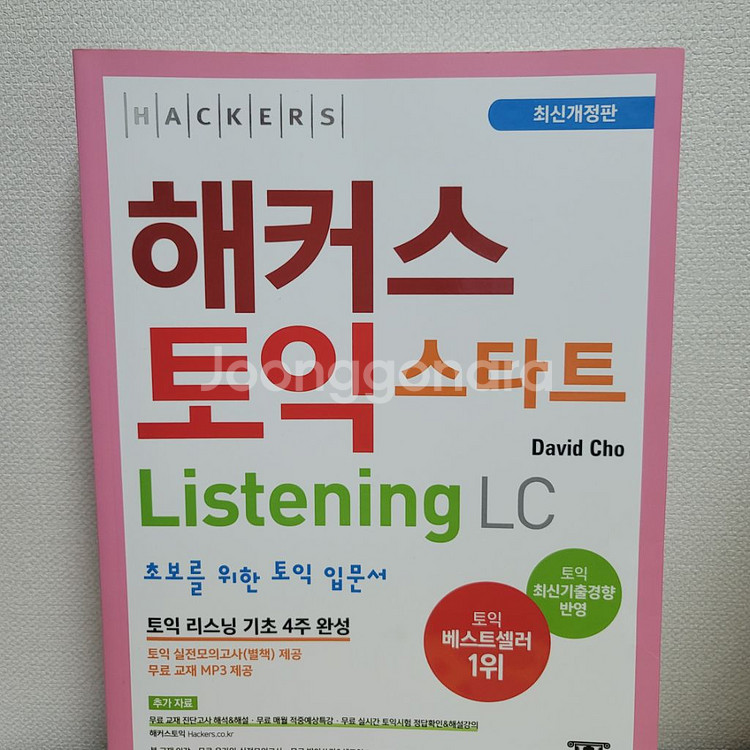 HACKERS
최신개정판
해커스
토익 스타트
Joonggonara
David Cho
Listening LC
초보를 위한 토익 입문서
토익
최신기출경향
반영
토익
베스트셀러
1위
토익 리스닝 기초 4주 완성
토익 실전모의고사(별책) 제공
무료 교재 MP3 제공
추가 자료
무료 교재 진단고사 해석&해설 · 무료 매월 적중예상특강 · 무료 실시간 토익시험 정답확인&해설강의
해커스토익 Hackers.co.kr